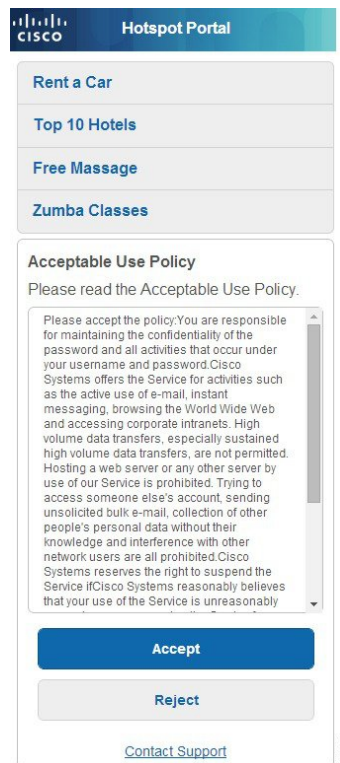 cisco
Hotspot Portal
Rent a Car
Top 10 Hotels
Free Massage
Zumba Classes
Acceptable Use Policy
Please read the Acceptable Use Policy.
Please accept the policy:You are responsible
for maintaining the confidentiality of the
password and all activities that occur under
your username and password.Cisco
Systems offers the Service for activities such
as the active use of e-mail, instant
messaging, browsing the World Wide Web
and accessing corporate intranets. High
volume data transfers, especially sustained
high volume data transfers, are not permitted.
Hosting a web server or any other server by
use of our Service is prohibited. Trying to
access someone else's account, sending
unsolicited bulk e-mail, collection of other
people's personal data without their
knowledge and interference with other
network users are all prohibited.Cisco
Systems reserves the right to suspend the
Service ifCisco Systems reasonably believes
that your use of the Service is unreasonably
Accept
Reject
Contact Support